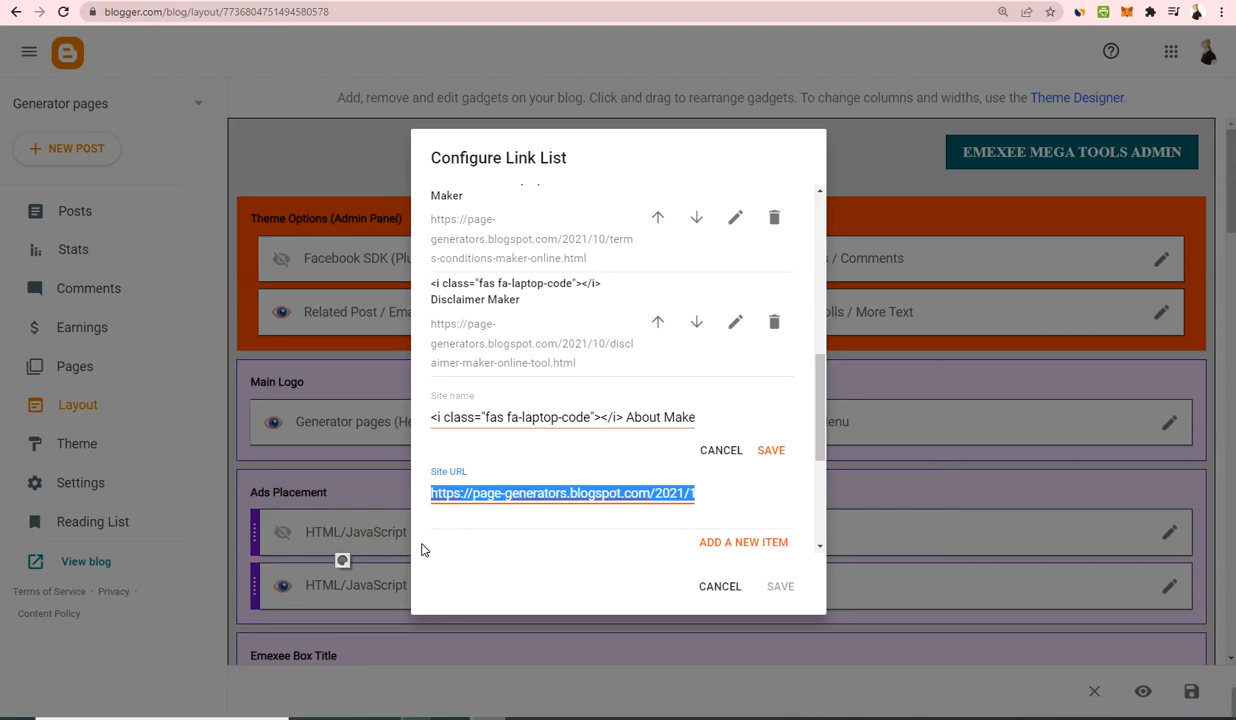 blogger.com/blog/layout/7736804751494580578
Generator pages
Add, remove and edit gadgets on your blog. Click and drag to rearrange gadgets. To change columns and widths, use the Theme Designer.
NEW POST
EMEXEE MEGA TOOLS ADMIN
Configure Link List
Posts
Stats
Comments
Earnings
Pages
Layout
Theme
Settings
Reading List
View blog
Terms of Service · Privacy ·
Content Policy
Theme Options (Admin Panel)
Facebook SDK (Plu
/ Comments
Related Post / Ema
olls / More Text
Main Logo
Generator pages (He
Menu
Ads Placement
HTML/JavaScript
HTML/JavaScript
Emexee Box Title
Maker
https://page-
generators.blogspot.com/2021/10/term
s-conditions-maker-online.html
<i class="fas fa-laptop-code"></i>
Disclaimer Maker
https://page-
generators.blogspot.com/2021/10/discl
aimer-maker-online-tool.html
Site name
<i class="fas fa-laptop-code"></i> About Make
CANCEL SAVE
Site URL
https://page-generators.blogspot.com/2021/1
ADD A NEW ITEM
CANCEL SAVE